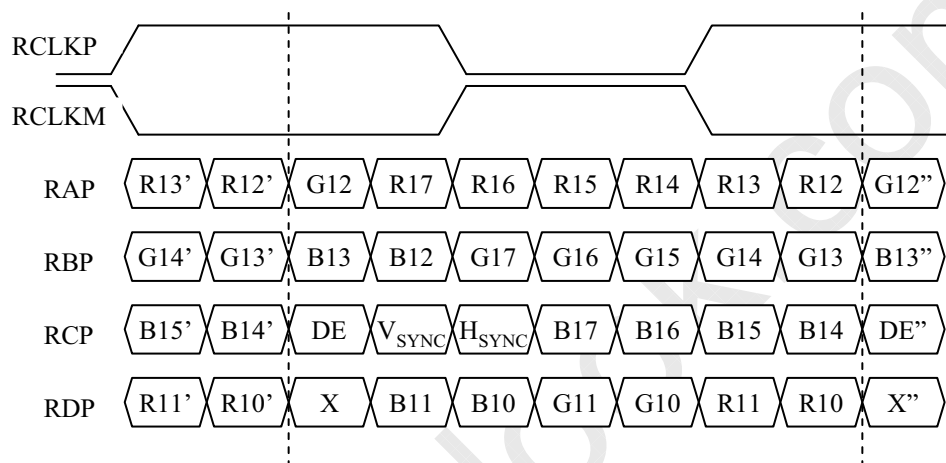 RCLKP
RCLKM
RAP R13’ R12’ G12 R17 R16 R15 R14 R13 R12 G12”
RBP G14’ G13’ B13 B12 G17 G16 G15 G14 G13 B13”
RCP B15’ B14’ DE VSYNC HSYNC B17 B16 B15 B14 DE”
RDP R11’ R10’ X B11 B10 G11 G10 R11 R10 X”